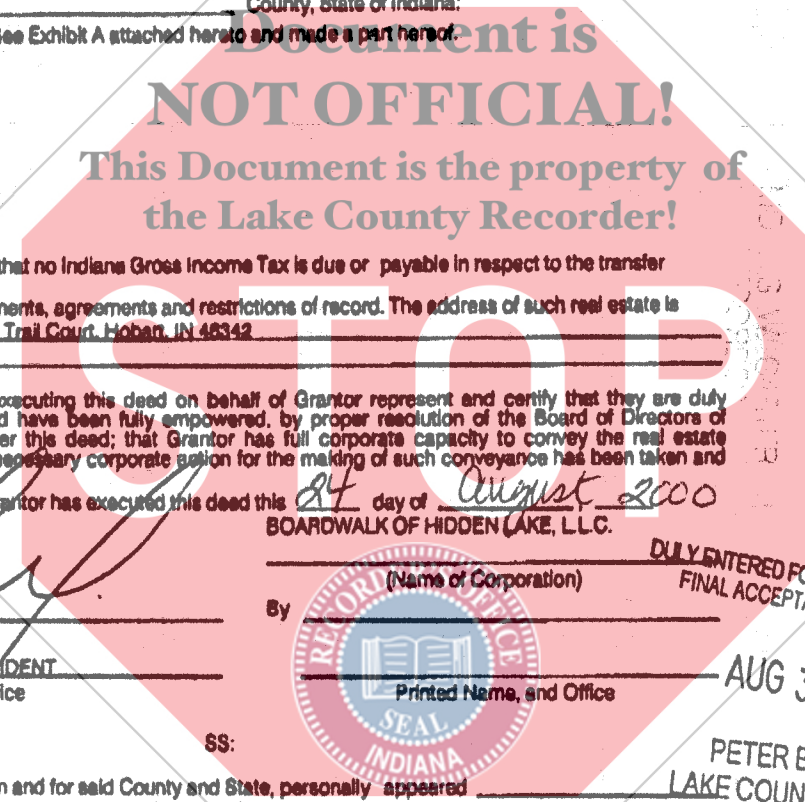 County, State of Indiana:
See Exhibit A attached hereto and made a part hereof.
Document is
NOT OFFICIAL!
This Document is the property of
the Lake County Recorder!
that no Indiana Gross Income Tax is due or payable in respect to the transfer
ments, agreements and restrictions of record. The address of such real estate is
Trail Court, Hobart, IN 46342
STOP
executing this deed on behalf of Grantor represent and certify that they are duly
d have been fully empowered, by proper resolution of the Board of Directors of
er this deed; that Grantor has full corporate capacity to convey the real estate
necessary corporate action for the making of such conveyance has been taken and
rantor has executed this deed this 24 day of August, 2000
BOARDWALK OF HIDDEN LAKE, L.L.C.
DULY ENTERED FO
(Name of Corporation)
FINAL ACCEPTA
By
RECORDER'S OFFICE
IDENT
AUG 3
ice
Printed Name, and Office
SEAL
INDIANA
SS:
PETER B
n and for said County and State, personally appeared
LAKE COUN